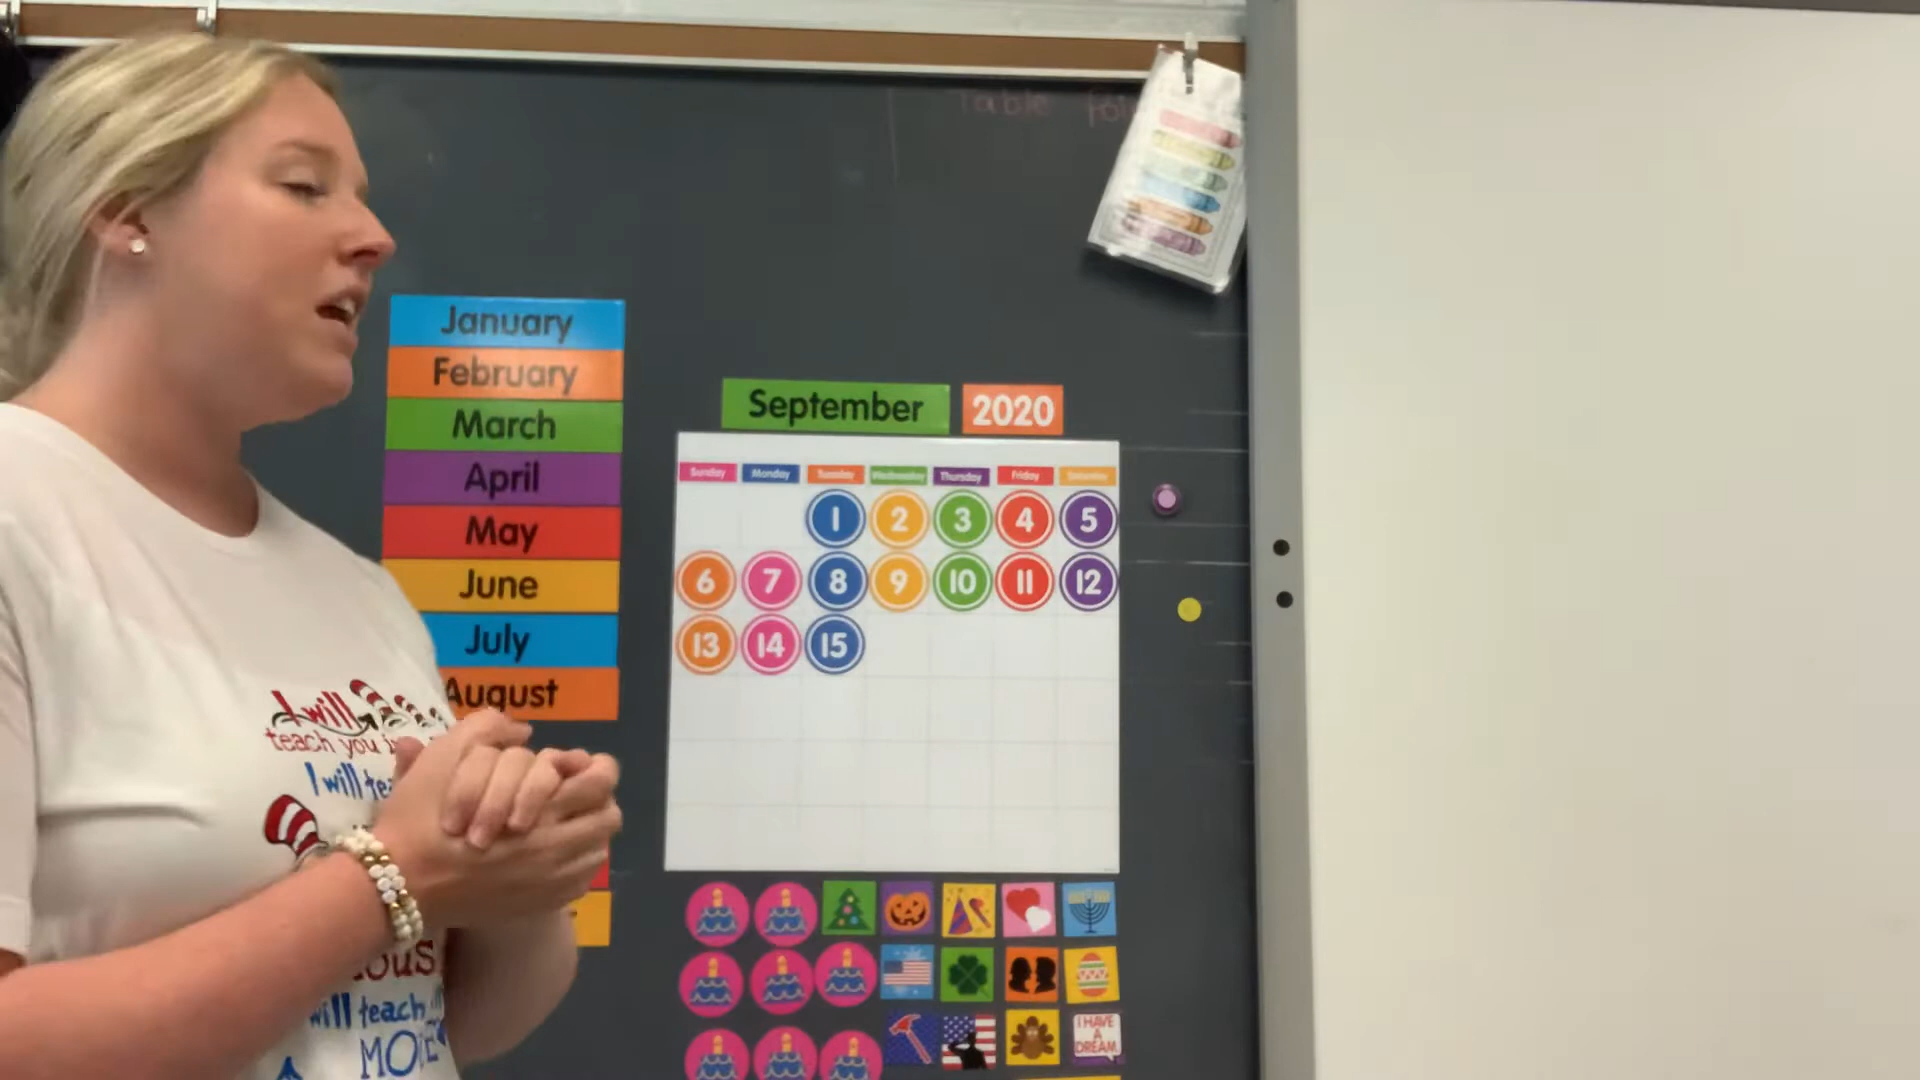 Table
January
February
March
April
May
June
July
August
September 2020
Sunday Monday Tuesday Wednesday Thursday Friday Saturday
1 2 3 4 5
6 7 8 9 10 11 12
13 14 15
I will
teach you
I will
will teach
I HAVE
A
DREAM